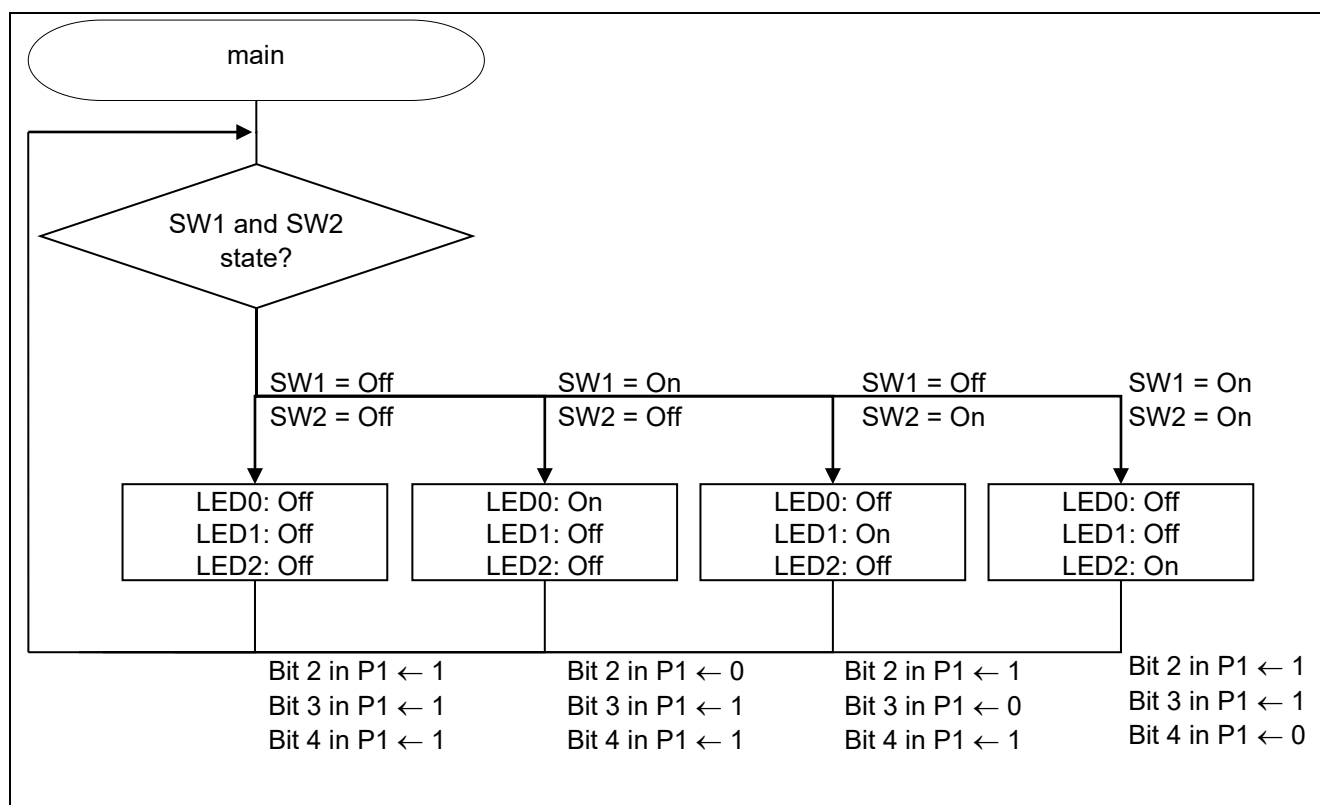 main
SW1 and SW2
state?
SW1 = Off
SW2 = Off
SW1 = On
SW2 = Off
SW1 = Off
SW2 = On
SW1 = On
SW2 = On
LED0: Off
LED1: Off
LED2: Off
LED0: On
LED1: Off
LED2: Off
LED0: Off
LED1: On
LED2: Off
LED0: Off
LED1: Off
LED2: On
Bit 2 in P1 ← 1
Bit 3 in P1 ← 1
Bit 4 in P1 ← 1
Bit 2 in P1 ← 0
Bit 3 in P1 ← 1
Bit 4 in P1 ← 1
Bit 2 in P1 ← 1
Bit 3 in P1 ← 0
Bit 4 in P1 ← 1
Bit 2 in P1 ← 1
Bit 3 in P1 ← 1
Bit 4 in P1 ← 0